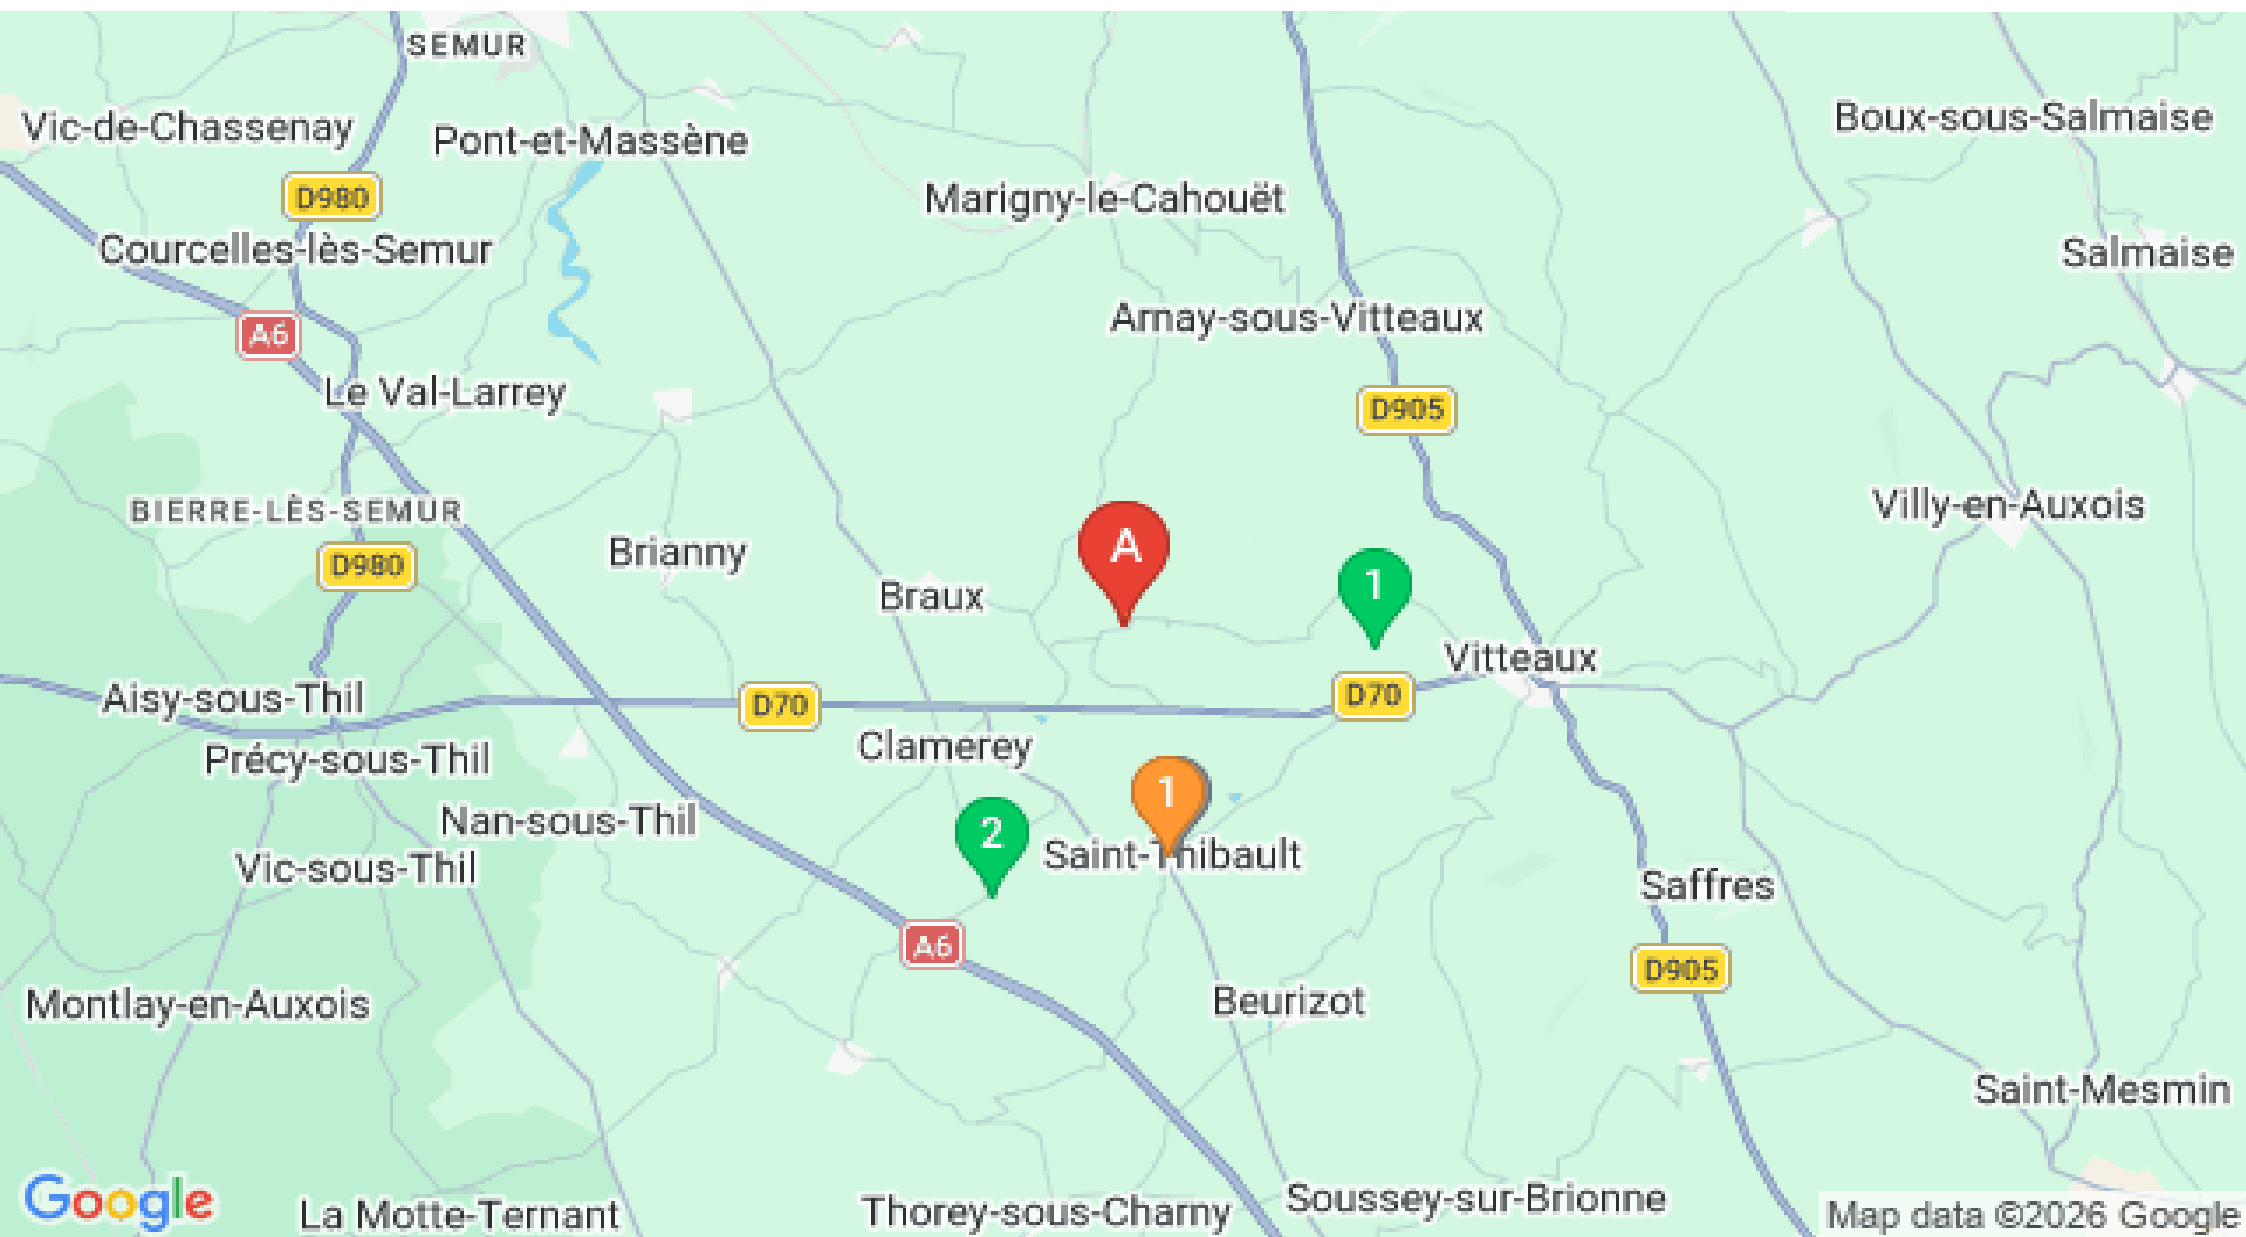 SEMUR
Vic-de-Chassenay
Pont-et-Massène
Boux-sous-Salmaise
D980
Marigny-le-Cahouët
Courcelles-lès-Semur
Salmaise
A6
Arnay-sous-Vitteaux
Le Val-Larrey
D905
BIERRE-LÈS-SEMUR
Villy-en-Auxois
D980
Brianny
A
1
Braux
Vitteaux
Aisy-sous-Thil
D70
D70
Précy-sous-Thil
Clamerey
1
Nan-sous-Thil
2
Saint-Thibault
Vic-sous-Thil
Saffres
A6
D905
Montlay-en-Auxois
Beurizot
Saint-Mesmin
Google
La Motte-Ternant
Thorey-sous-Charny
Soussey-sur-Brionne
Map data ©2026 Google